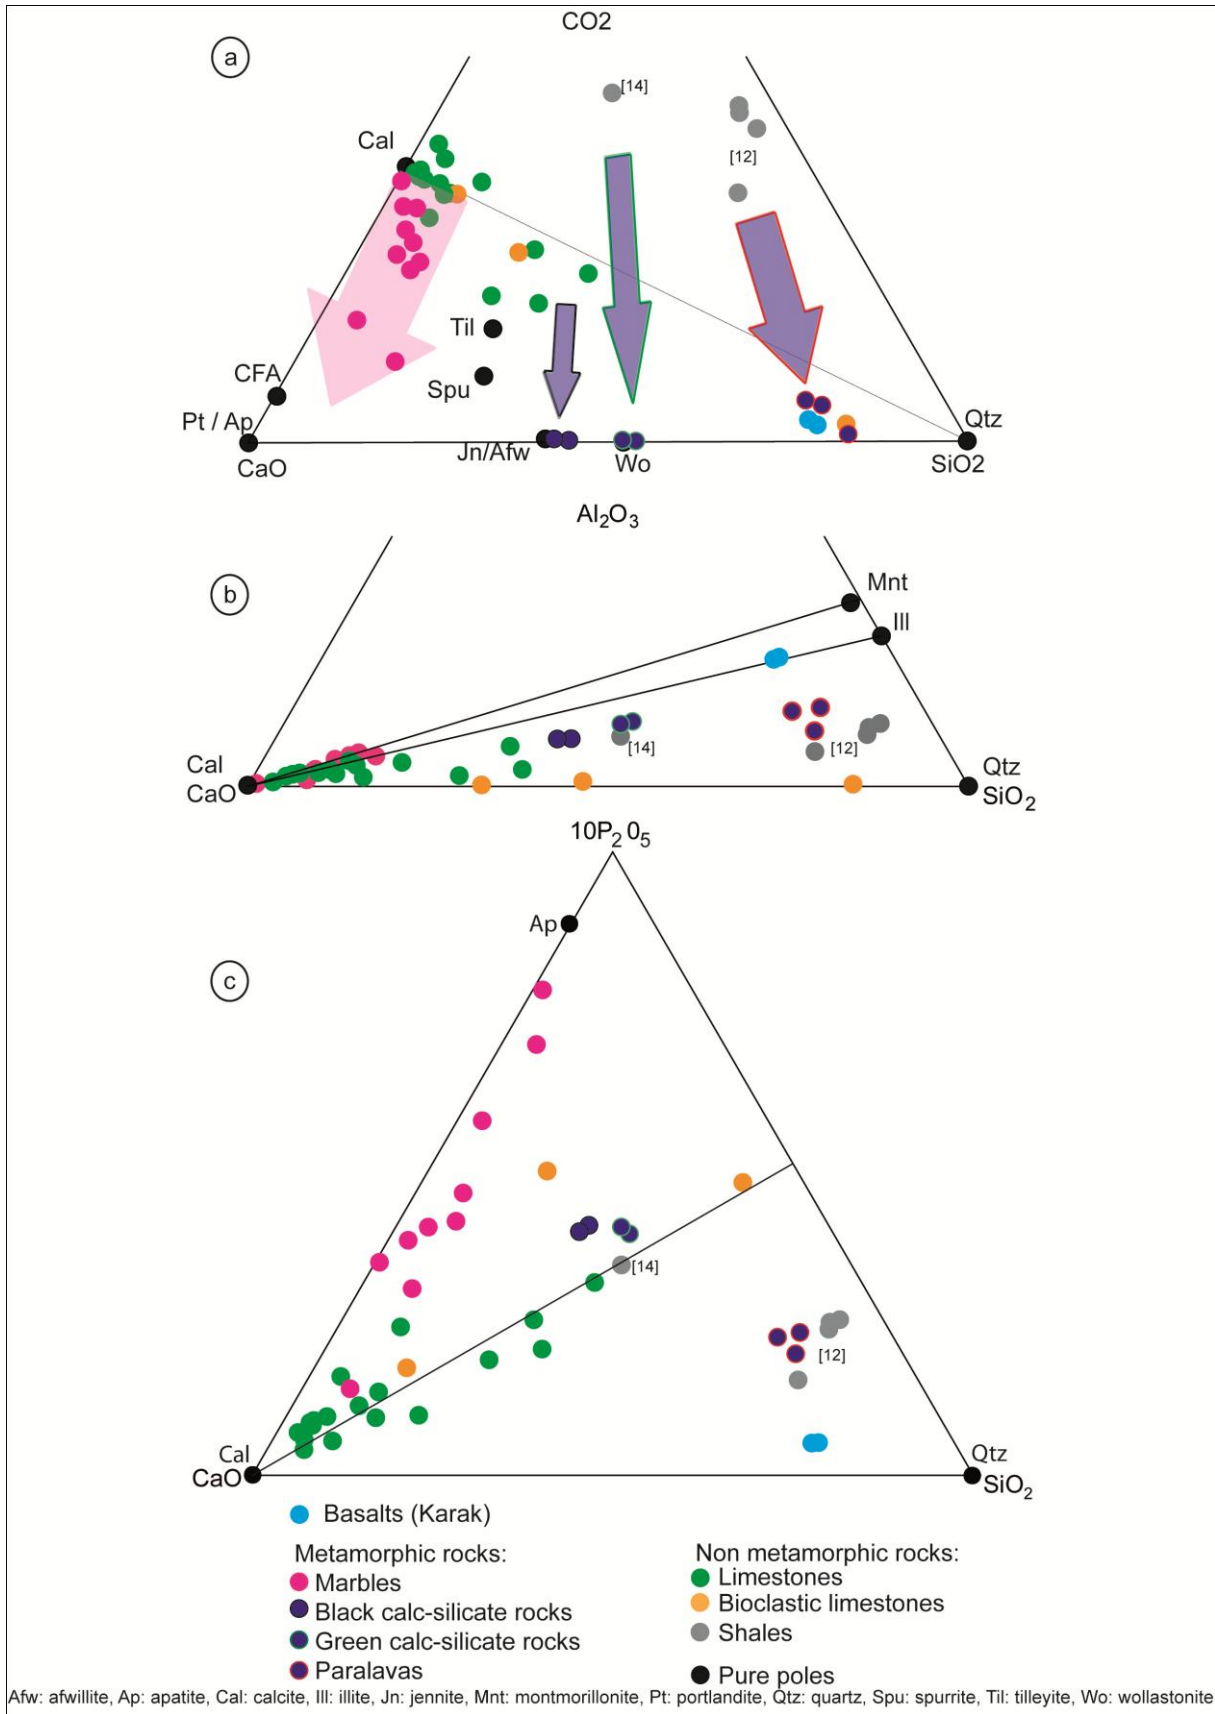 CO2
a
[14]
Cal
[12]
Til
CFA
Spu
Pt / Ap
Qtz
Jn/Afw
Wo
CaO
SiO2
Al2O3
b
Mnt
Ill
Cal
[14]
[12]
Qtz
CaO
SiO2
10P2 05
Ap
c
[14]
[12]
Cal
Qtz
CaO
SiO2
Basalts (Karak)
Metamorphic rocks:
Marbles
Black calc-silicate rocks
Green calc-silicate rocks
Paralavas
Non metamorphic rocks:
Limestones
Bioclastic limestones
Shales
Pure poles
Afw: afwillite, Ap: apatite, Cal: calcite, Ill: illite, Jn: jennite, Mnt: montmorillonite, Pt: portlandite, Qtz: quartz, Spu: spurrite, Til: tilleyite, Wo: wollastonite